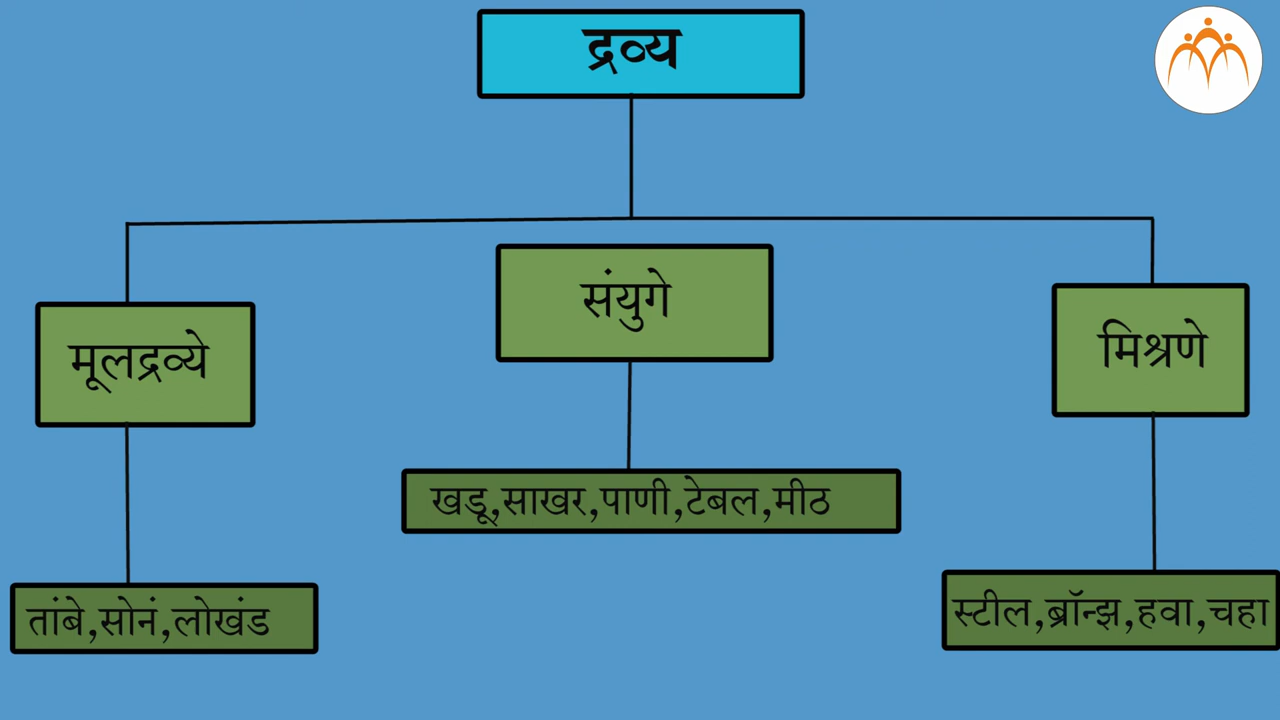 द्रव्य
संयुगे
मूलद्रव्ये
मिश्रणे
खडू,साखर,पाणी,टेबल,मीठ
तांबे,सोनं,लोखंड
स्टील,ब्रॉन्झ,हवा,चहा